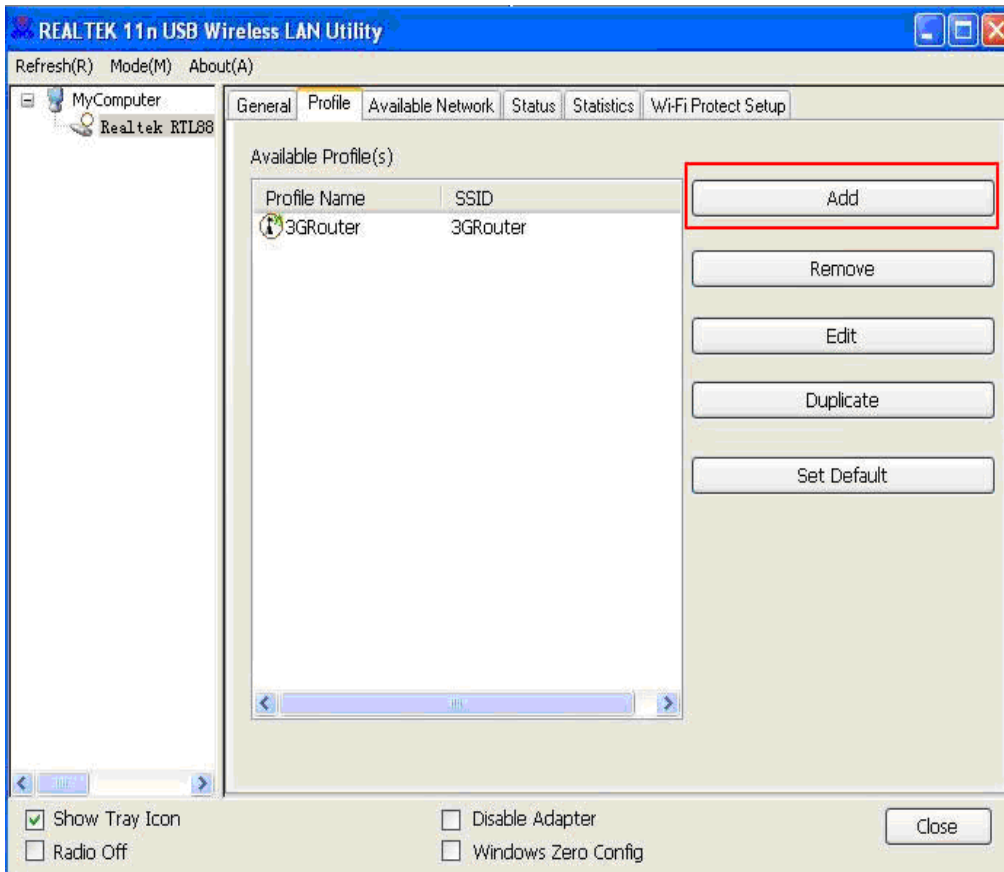 REALTEK 11n USB Wireless LAN Utility
Refresh(R) Mode(M) About(A)
MyComputer
Realtek RTL88
General Profile Available Network Status Statistics Wi-Fi Protect Setup
Available Profile(s)
Profile Name SSID
3GRouter 3GRouter
Add
Remove
Edit
Duplicate
Set Default
Show Tray Icon
Radio Off
Disable Adapter
Windows Zero Config
Close